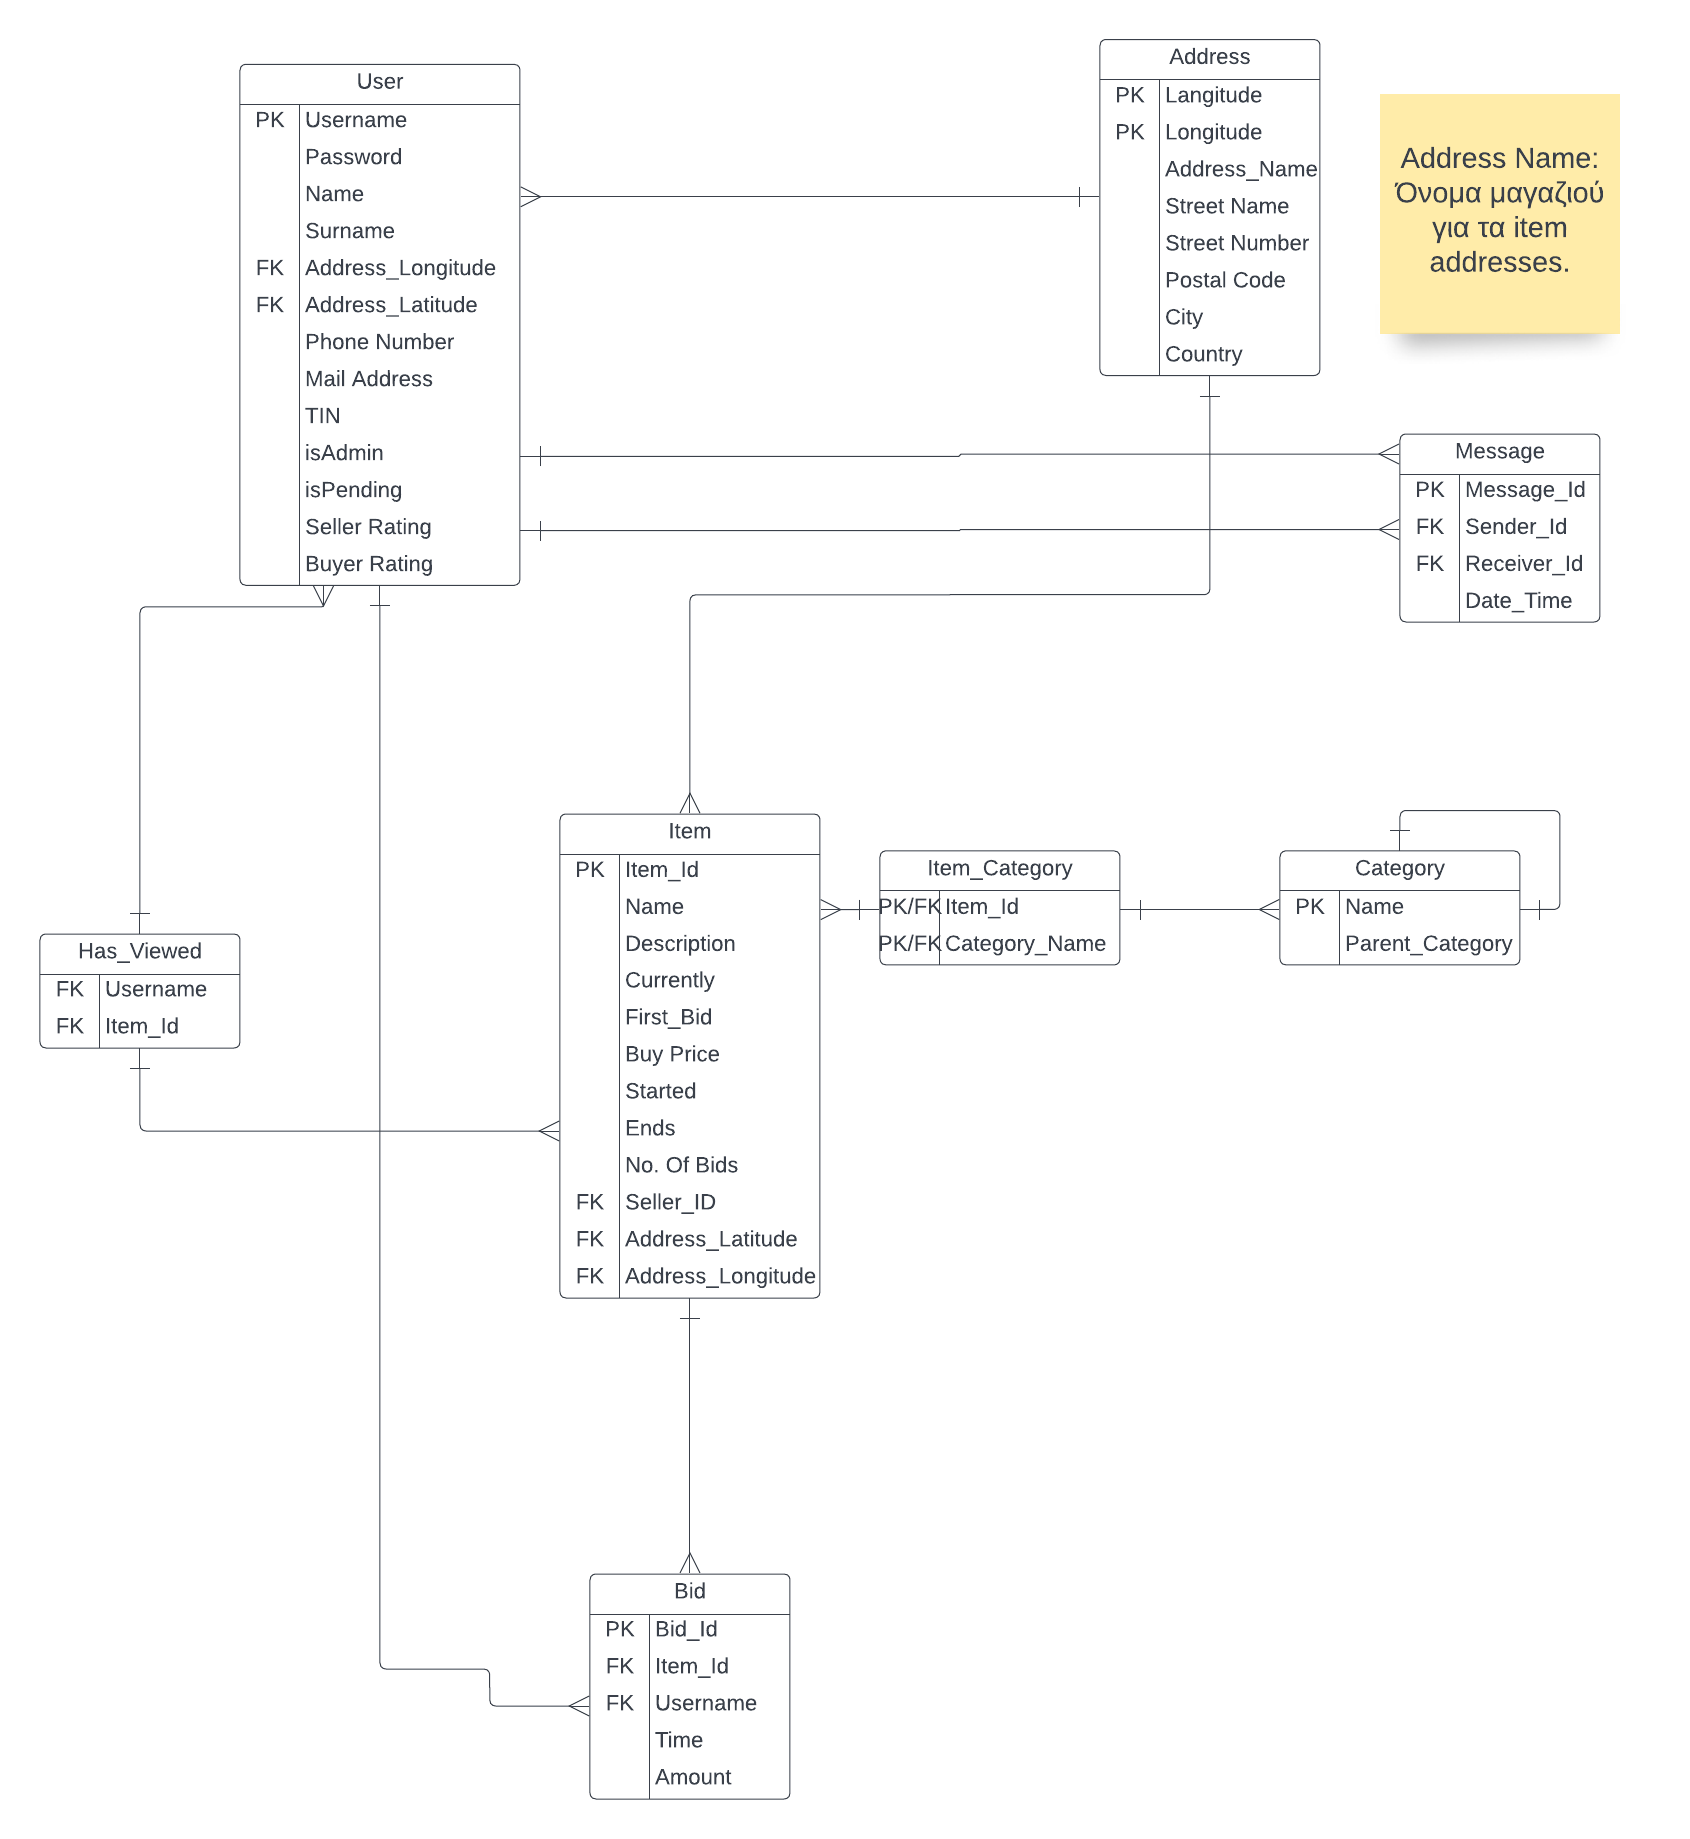 User
PK Username
Password
Name
Surname
FK Address_Longitude
FK Address_Latitude
Phone Number
Mail Address
TIN
isAdmin
isPending
Seller Rating
Buyer Rating
Address
PK Langitude
PK Longitude
Address_Name
Street Name
Street Number
Postal Code
City
Country
Address Name:
Όνομα μαγαζιού
για τα item
addresses.
Message
PK Message_Id
FK Sender_Id
FK Receiver_Id
Date_Time
Has_Viewed
FK Username
FK Item_Id
Item
PK Item_Id
Name
Description
Currently
First_Bid
Buy Price
Started
Ends
No. Of Bids
FK Seller_ID
FK Address_Latitude
FK Address_Longitude
Item_Category
PK/FK Item_Id
PK/FK Category_Name
Category
PK Name
Parent_Category
Bid
PK Bid_Id
FK Item_Id
FK Username
Time
Amount